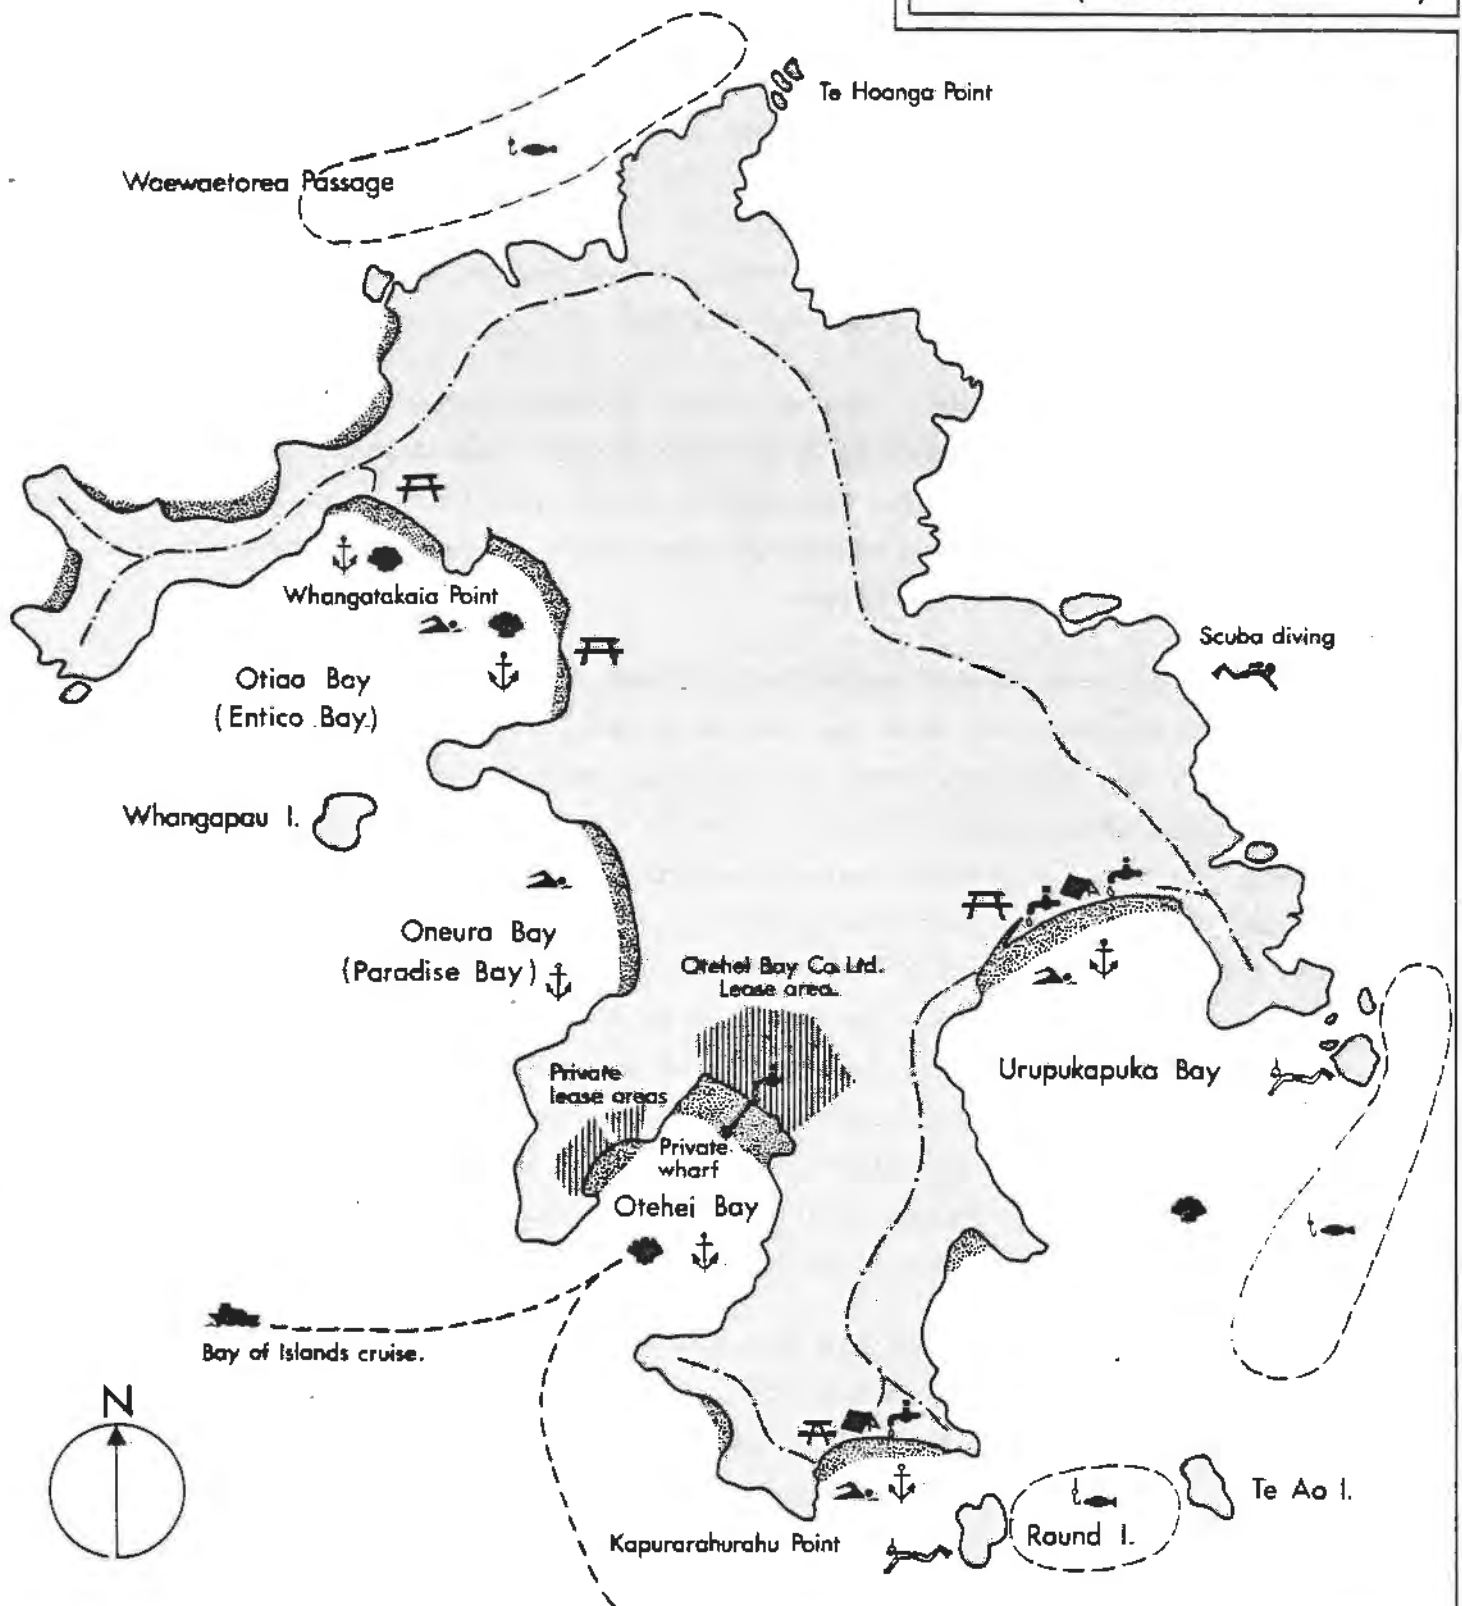 Te Hoanga Point
Waewaetorea Passage
Whangatakaia Point
Scuba diving
Otiao Bay
(Entico Bay.)
Whangapau I.
Oneura Bay
(Paradise Bay)
Otehei Bay Co. Ltd.
Lease area.
Private
lease areas
Urupukapuka Bay
Private
wharf
Otehei Bay
Bay of Islands cruise.
N
Te Ao I.
Round I.
Kapurarahurahu Point